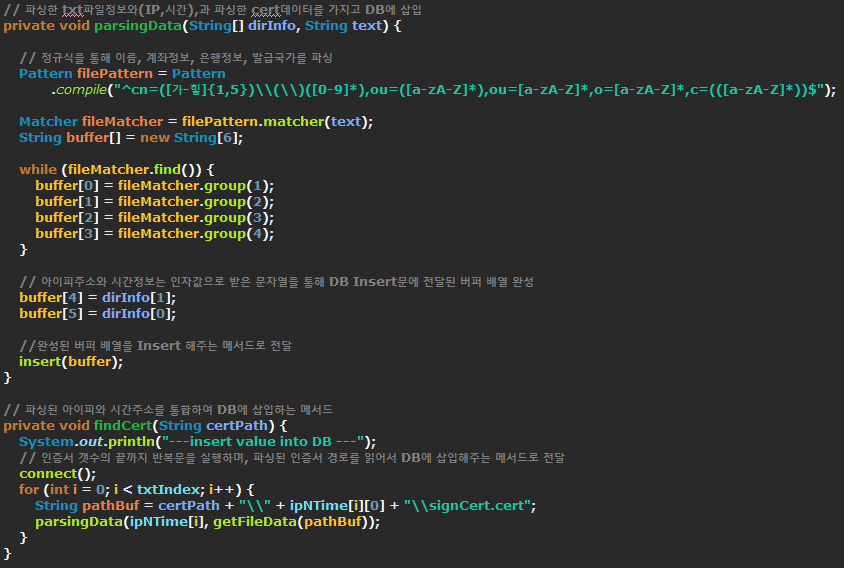 // 파싱한 txt파일정보와(IP,시간),과 파싱한 cert데이터를 가지고 DB에 삽입
private void parsingData(String[] dirInfo, String text) {
// 정규식을 통해 이름, 계좌정보, 은행정보, 발급국가를 파싱
Pattern filePattern = Pattern
.compile("^cn=([가-힣]{1,5})\\(\\)([0-9]*),ou=([a-zA-Z]*),ou=[a-zA-Z]*,o=[a-zA-Z]*,c=(([a-zA-Z]*))$");
Matcher fileMatcher = filePattern.matcher(text);
String buffer[] = new String[6];
while (fileMatcher.find()) {
buffer[0] = fileMatcher.group(1);
buffer[1] = fileMatcher.group(2);
buffer[2] = fileMatcher.group(3);
buffer[3] = fileMatcher.group(4);
}
// 아이피주소와 시간정보는 인자값으로 받은 문자열을 통해 DB Insert문에 전달된 버퍼 배열 완성
buffer[4] = dirInfo[1];
buffer[5] = dirInfo[0];
//완성된 버퍼 배열을 Insert 해주는 메서드로 전달
insert(buffer);
}
// 파싱된 아이피와 시간주소를 통합하여 DB에 삽입하는 메서드
private void findCert(String certPath) {
System.out.println("---insert value into DB ---");
// 인증서 갯수의 끝까지 반복문을 실행하며, 파싱된 인증서 경로를 읽어서 DB에 삽입해주는 메서드로 전달
connect();
for (int i = 0; i < txtIndex; i++) {
String pathBuf = certPath + "\\" + ipNTime[i][0] + "\\signCert.cert";
parsingData(ipNTime[i], getFileData(pathBuf));
}
}